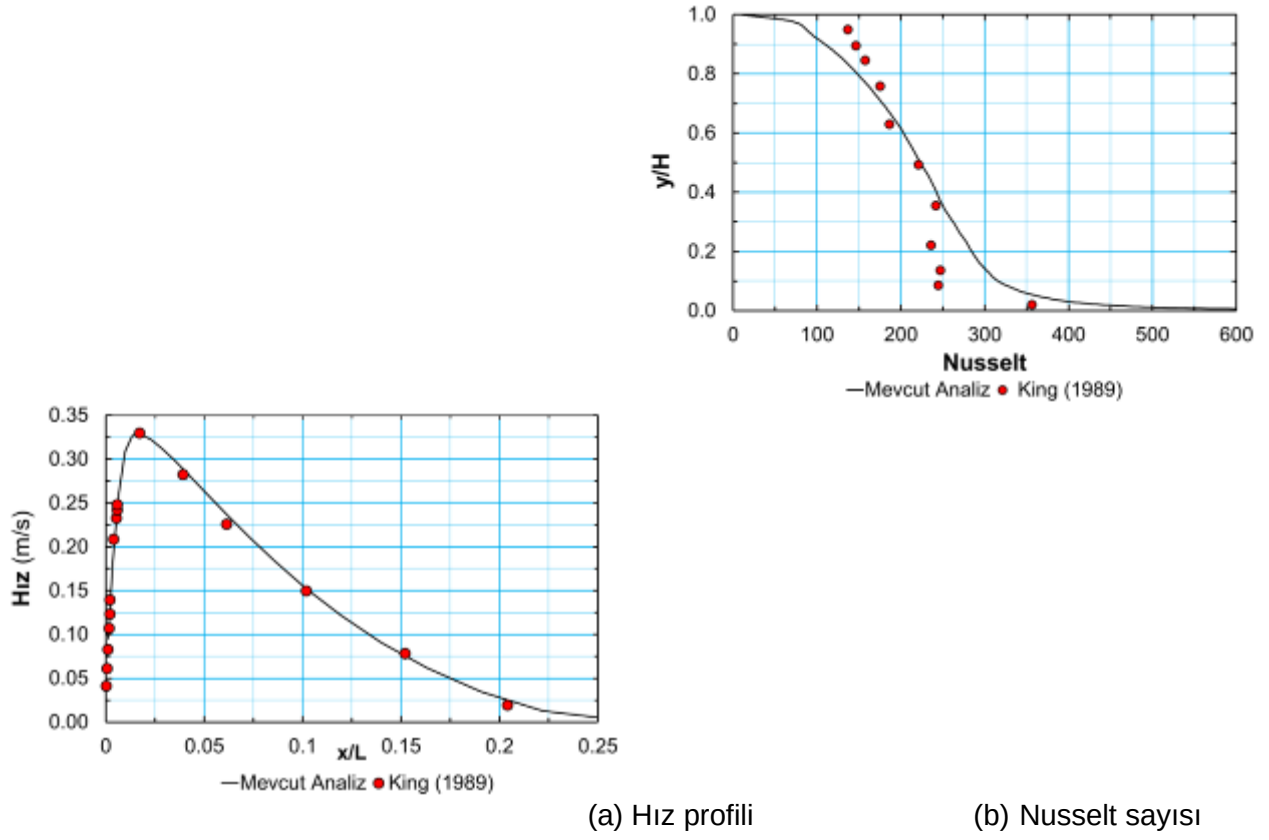 1.0
0.8
0.6
0.4
0.2
0.0
y/H
0 100 200 300 400 500 600
Nusselt
Mevcut Analiz King (1989)
0.35
0.30
0.25
0.20
0.15
0.10
0.05
0.00
Hız (m/s)
0 0.05 0.1 0.15 0.2 0.25
x/L
Mevcut Analiz King (1989)
(a) Hız profili (b) Nusselt sayısı